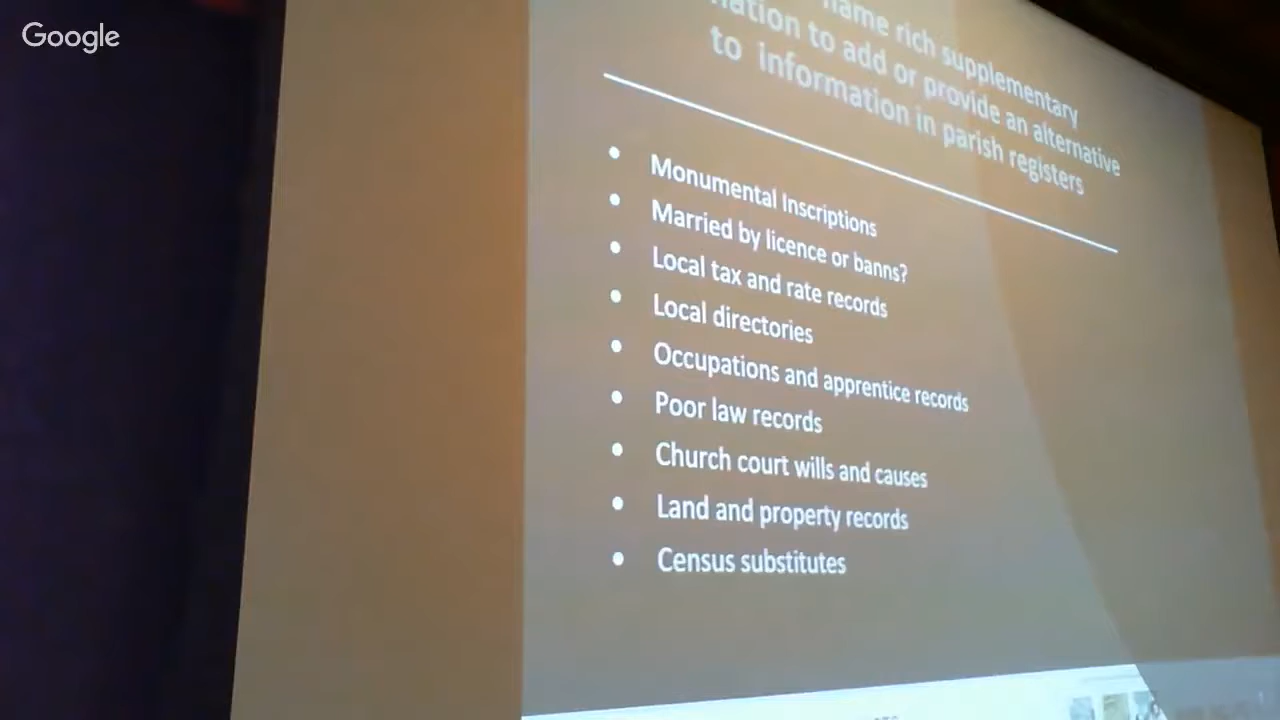 Google
name rich supplementary
to add or provide an alternative
to information in parish registers
• Monumental Inscriptions
• Married by licence or banns?
• Local tax and rate records
• Local directories
• Occupations and apprentice records
• Poor law records
• Church court wills and causes
• Land and property records
• Census substitutes